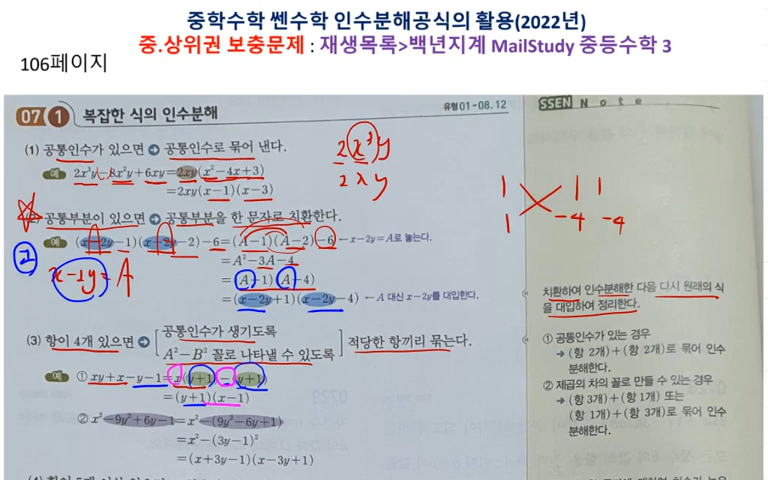 중학수학 쎈수학 인수분해공식의 활용(2022년)
중.상위권 보충문제 : 재생목록>백년지계 MailStudy 중등수학 3
106페이지
07 1 복잡한 식의 인수분해
유형 01-08, 12
SSEN Note
(1) 공통인수가 있으면 ➔ 공통인수로 묶어 낸다.
예 2x³y-8x²y+6xy=2xy(x²-4x+3)
=2xy(x-1)(x-3)
2x³y
2xy
1 1 1
1 -4 -4
(2) 공통부분이 있으면 ➔ 공통부분을 한 문자로 치환한다.
예 (x-2y-1)(x-2y-2)-6=(A-1)(A-2)-6 ←x-2y=A로 놓는다.
=A²-3A-4
=(A+1)(A-4)
=(x-2y+1)(x-2y-4) ←A 대신 x-2y를 대입한다.
x-2y=A
치환하여 인수분해한 다음 다시 원래의 식
을 대입하여 정리한다.
(3) 항이 4개 있으면 ➔ [공통인수가 생기도록
A²-B² 꼴로 나타낼 수 있도록] 적당한 항끼리 묶는다.
예 ① xy+x-y-1=x(y+1)-(y+1)
=(y+1)(x-1)
② x²-9y²+6y-1=x²-(9y²-6y+1)
=x²-(3y-1)²
=(x+3y-1)(x-3y+1)
① 공통인수가 있는 경우
➔ (항 2개)+(항 2개)로 묶어 인수
분해한다.
② 제곱의 차의 꼴로 만들 수 있는 경우
➔ (항 3개)+(항 1개) 또는
(항 1개)+(항 3개)로 묶어 인수
분해한다.